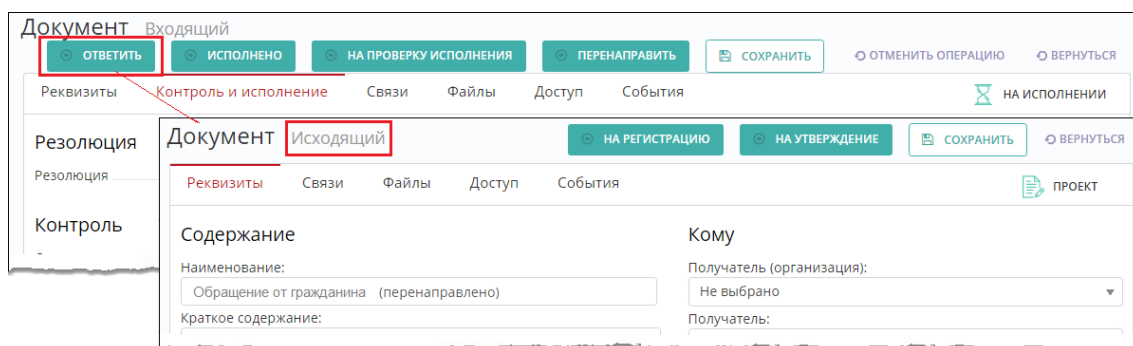 Документ Входящий
ОТВЕТИТЬ ИСПОЛНЕНО НА ПРОВЕРКУ ИСПОЛНЕНИЯ ПЕРЕНАПРАВИТЬ СОХРАНИТЬ ОТМЕНИТЬ ОПЕРАЦИЮ ВЕРНУТЬСЯ
Реквизиты Контроль и исполнение Связи Файлы Доступ События НА ИСПОЛНЕНИИ
Резолюция
Резолюция
Контроль
Документ Исходящий НА РЕГИСТРАЦИЮ НА УТВЕРЖДЕНИЕ СОХРАНИТЬ ВЕРНУТЬСЯ
Реквизиты Связи Файлы Доступ События ПРОЕКТ
Содержание
Наименование:
Обращение от гражданина (перенаправлено)
Краткое содержание:
Кому
Получатель (организация):
Не выбрано
Получатель: